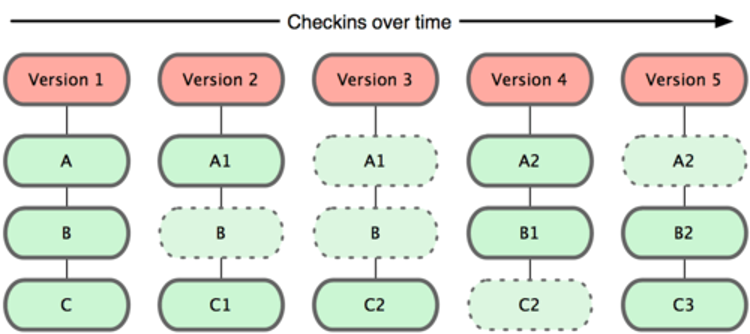 Checkins over time
Version 1 Version 2 Version 3 Version 4 Version 5
A A1 A1 A2 A2
B B B B1 B2
C C1 C2 C2 C3